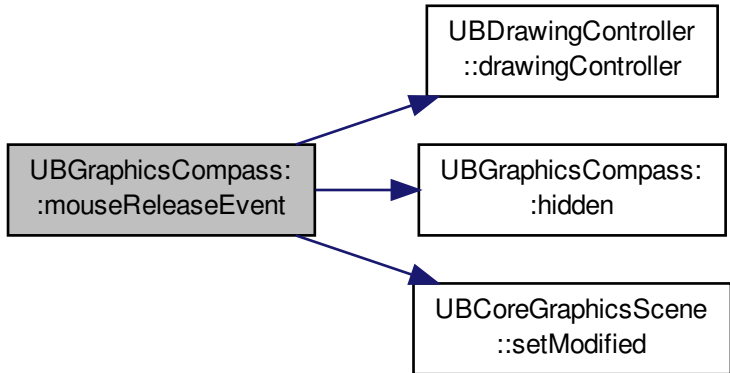 UBDrawingController
::drawingController
UBGraphicsCompass:
:mouseReleaseEvent
UBGraphicsCompass:
:hidden
UBCoreGraphicsScene
::setModified